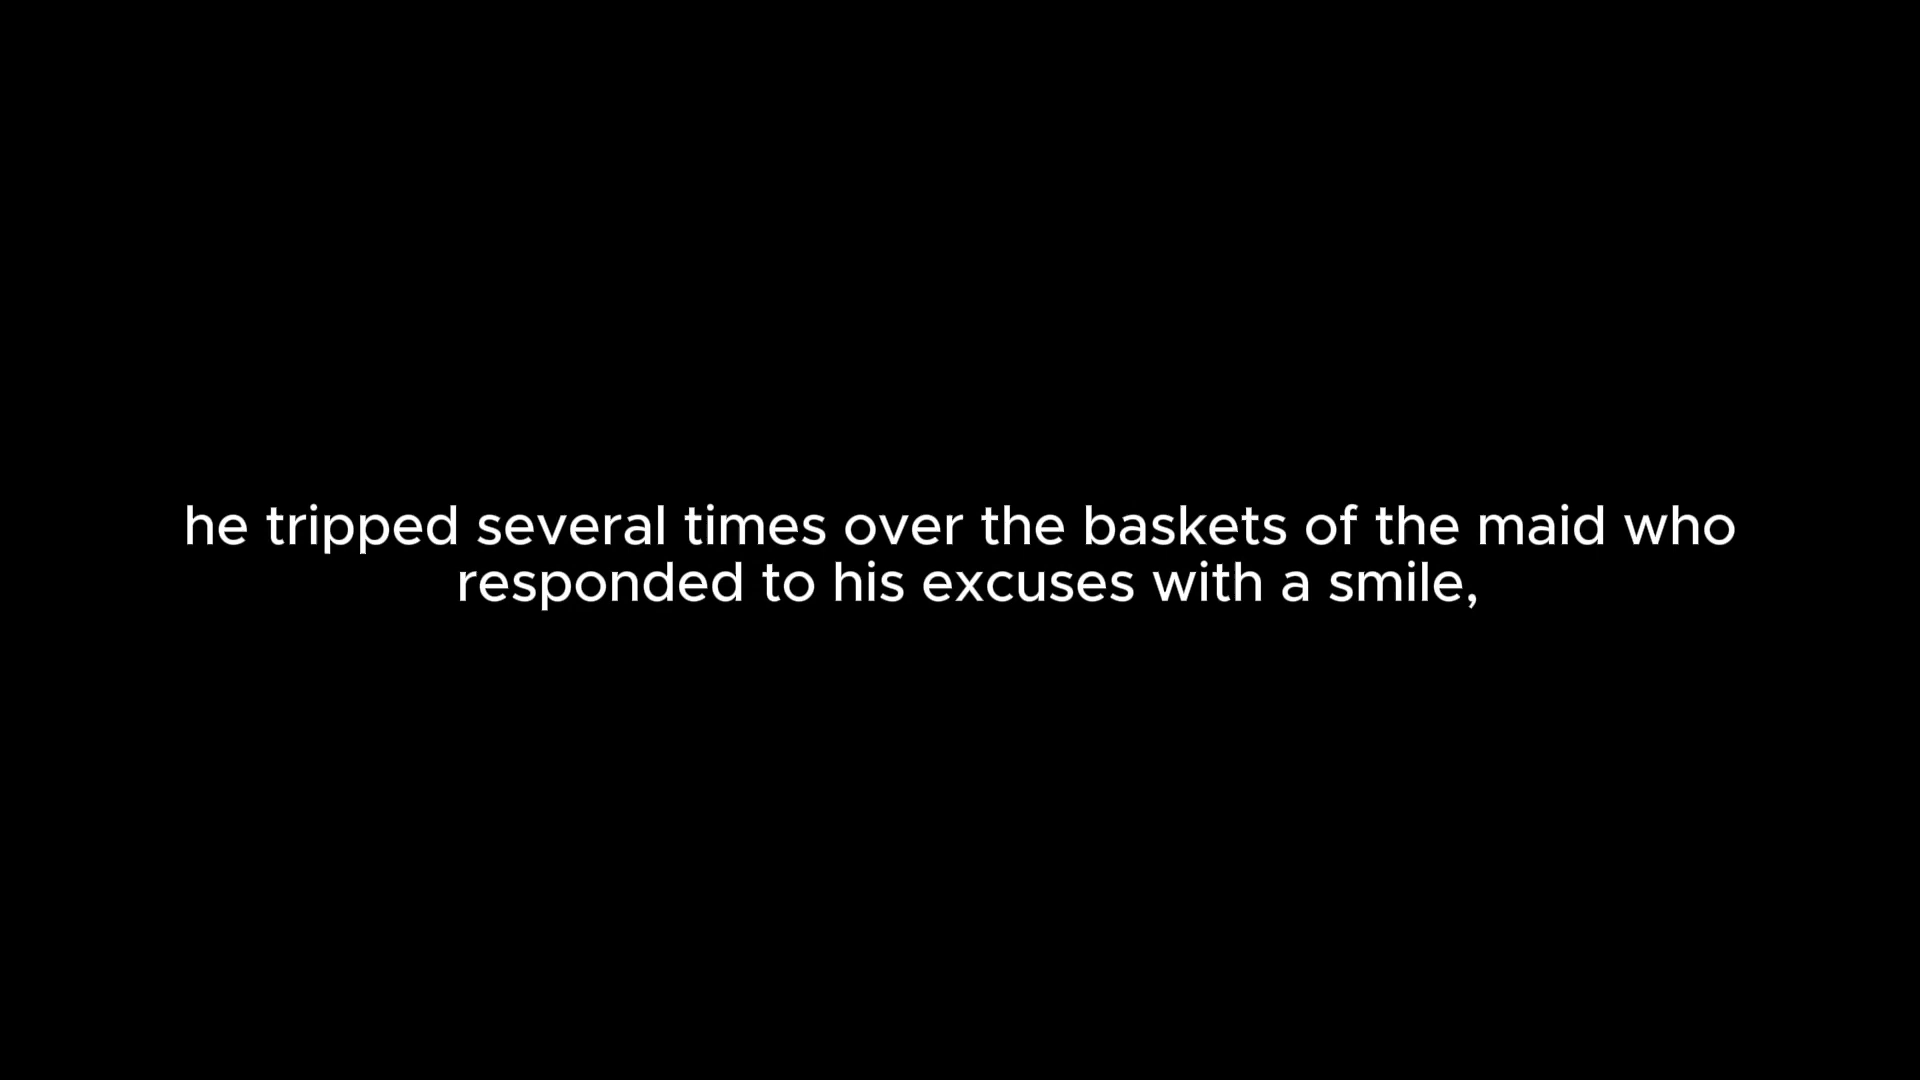 he tripped several times over the baskets of the maid who
responded to his excuses with a smile,